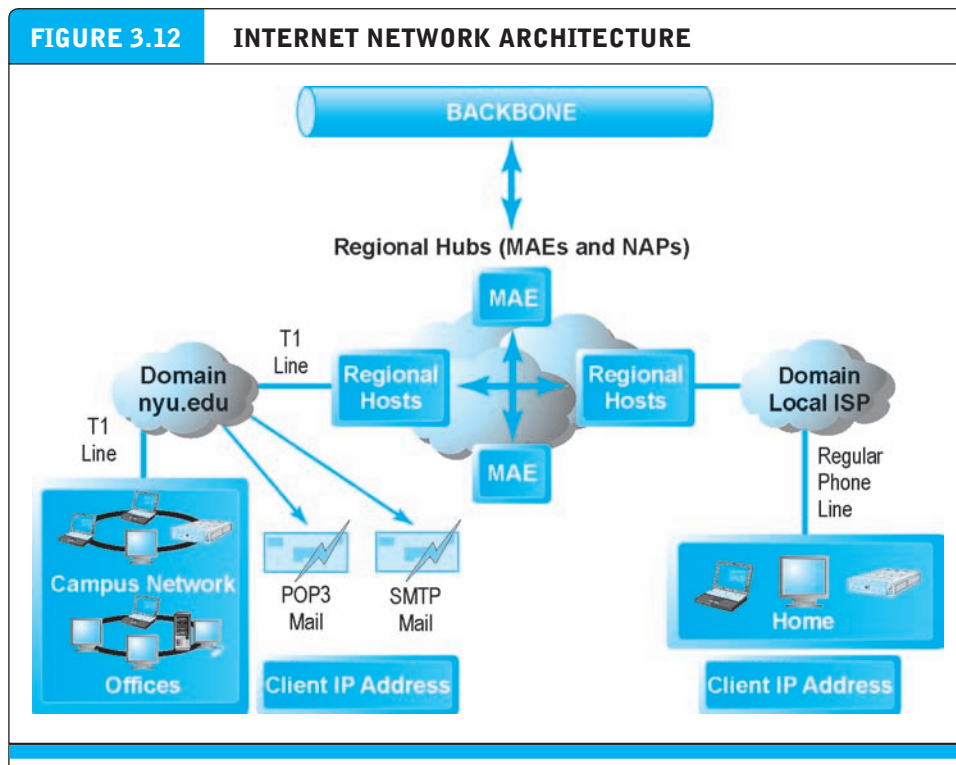 FIGURE 3.12
INTERNET NETWORK ARCHITECTURE
BACKBONE
Regional Hubs (MAEs and NAPs)
MAE
T1
Line
Domain
nyu.edu
Regional
Hosts
Regional
Hosts
Domain
Local ISP
T1
Line
MAE
Regular
Phone
Line
Campus Network
POP3
Mail
SMTP
Mail
Home
Offices
Client IP Address
Client IP Address